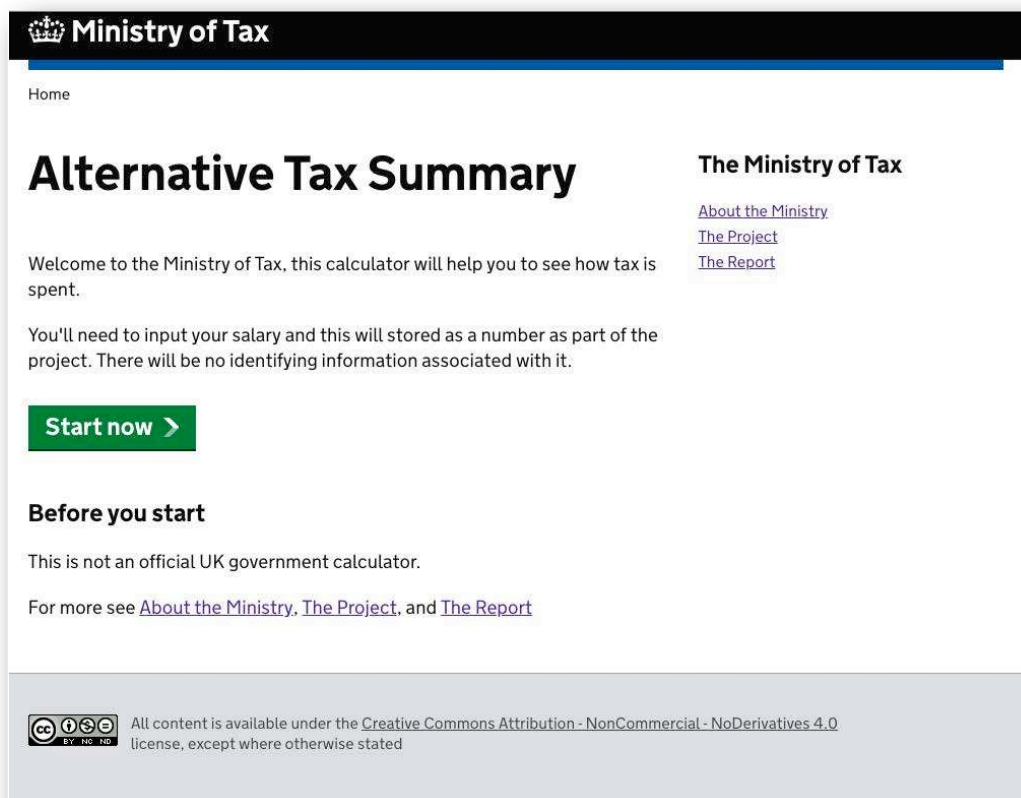 Ministry of Tax
Home
Alternative Tax Summary
Welcome to the Ministry of Tax, this calculator will help you to see how tax is
spent.
You'll need to input your salary and this will stored as a number as part of the
project. There will be no identifying information associated with it.
Start now
Before you start
This is not an official UK government calculator.
For more see About the Ministry, The Project, and The Report
The Ministry of Tax
About the Ministry
The Project
The Report
cc
BY NC ND
All content is available under the Creative Commons Attribution - NonCommercial - NoDerivatives 4.0
license, except where otherwise stated